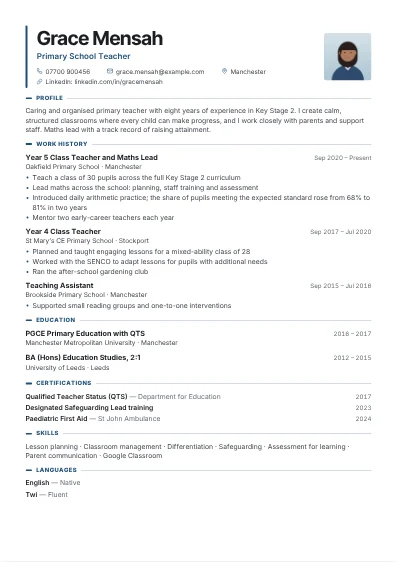 Grace Mensah
Primary School Teacher
07700 900456 grace.mensah@example.com Manchester
LinkedIn: linkedin.com/in/gracemensah
PROFILE
Caring and organised primary teacher with eight years of experience in Key Stage 2. I create calm,
structured classrooms where every child can make progress, and I work closely with parents and support
staff. Maths lead with a track record of raising attainment.
WORK HISTORY
Year 5 Class Teacher and Maths Lead Sep 2020 – Present
Oakfield Primary School · Manchester
• Teach a class of 30 pupils across the full Key Stage 2 curriculum
• Lead maths across the school: planning, staff training and assessment
• Introduced daily arithmetic practice; the share of pupils meeting the expected standard rose from 68% to
81% in two years
• Mentor two early-career teachers each year
Year 4 Class Teacher Sep 2017 – Jul 2020
St Mary's CE Primary School · Stockport
• Planned and taught engaging lessons for a mixed-ability class of 28
• Worked with the SENCO to adapt lessons for pupils with additional needs
• Ran the after-school gardening club
Teaching Assistant Sep 2015 – Jul 2016
Brookside Primary School · Manchester
• Supported small reading groups and one-to-one interventions
EDUCATION
PGCE Primary Education with QTS 2016 – 2017
Manchester Metropolitan University · Manchester
BA (Hons) Education Studies, 2:1 2012 – 2015
University of Leeds · Leeds
CERTIFICATIONS
Qualified Teacher Status (QTS) — Department for Education 2017
Designated Safeguarding Lead training 2023
Paediatric First Aid — St John Ambulance 2024
SKILLS
Lesson planning · Classroom management · Differentiation · Safeguarding · Assessment for learning ·
Parent communication · Google Classroom
LANGUAGES
English — Native
Twi — Fluent